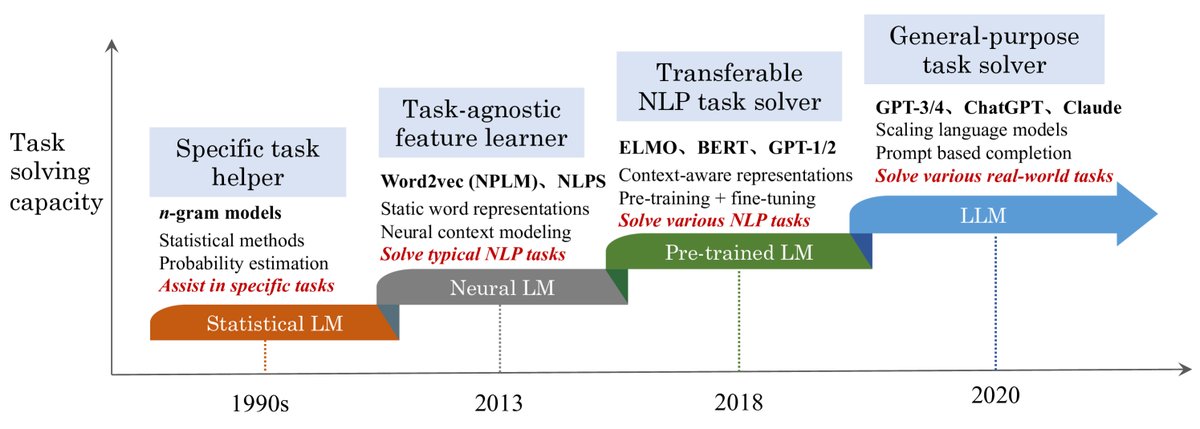 Task
solving
capacity
Specific task
helper
n-gram models
Statistical methods
Probability estimation
Assist in specific tasks
Statistical LM
1990s
Task-agnostic
feature learner
Word2vec (NPLM)、NLPS
Static word representations
Neural context modeling
Solve typical NLP tasks
Neural LM
2013
Transferable
NLP task solver
ELMO、BERT、GPT-1/2
Context-aware representations
Pre-training + fine-tuning
Solve various NLP tasks
Pre-trained LM
2018
General-purpose
task solver
GPT-3/4、ChatGPT、Claude
Scaling language models
Prompt based completion
Solve various real-world tasks
LLM
2020